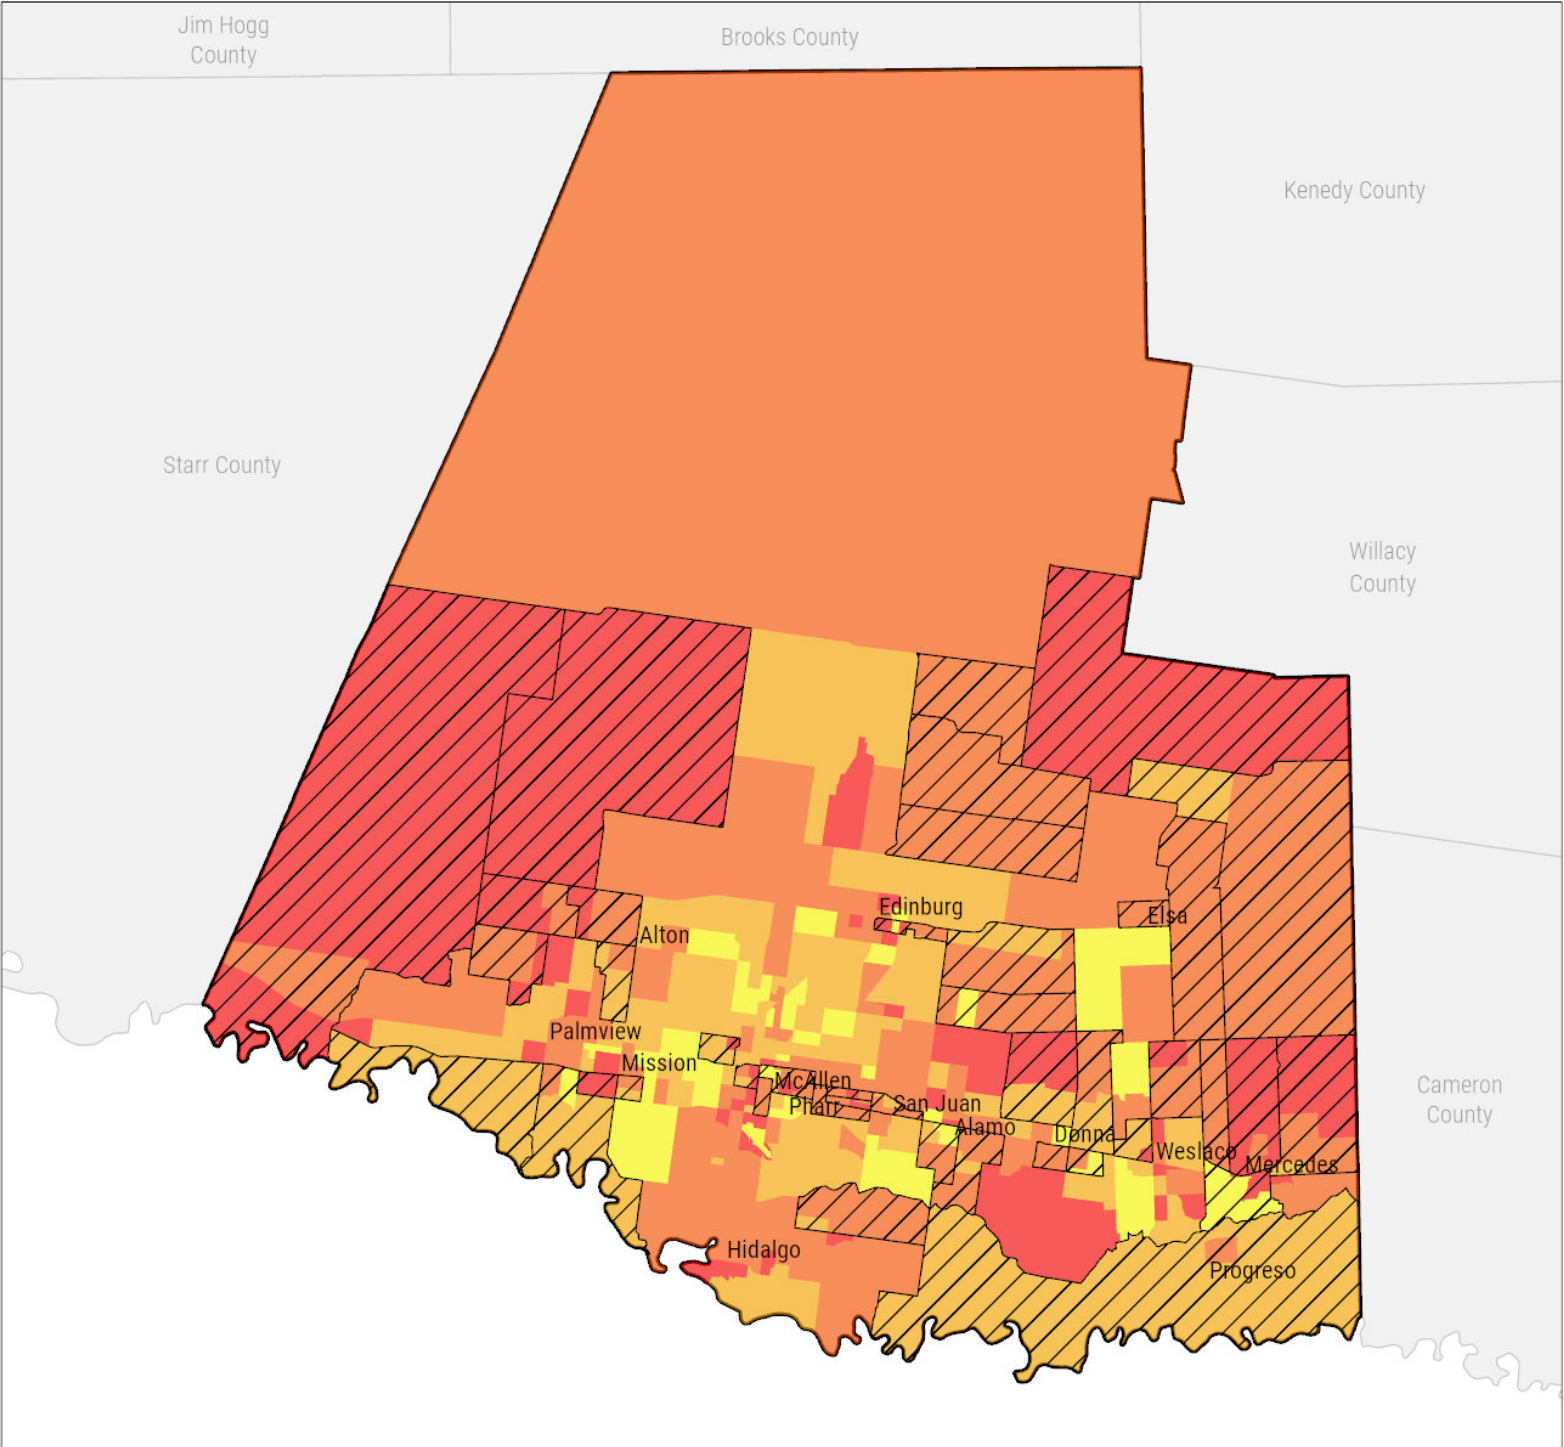 Jim Hogg
County
Brooks County
Kenedy County
Starr County
Willacy
County
Edinburg
Elsa
Alton
Palmview
Mission
McAllen
Pharr
San Juan
Alamo
Donna
Weslaco
Mercedes
Cameron
County
Hidalgo
Progreso